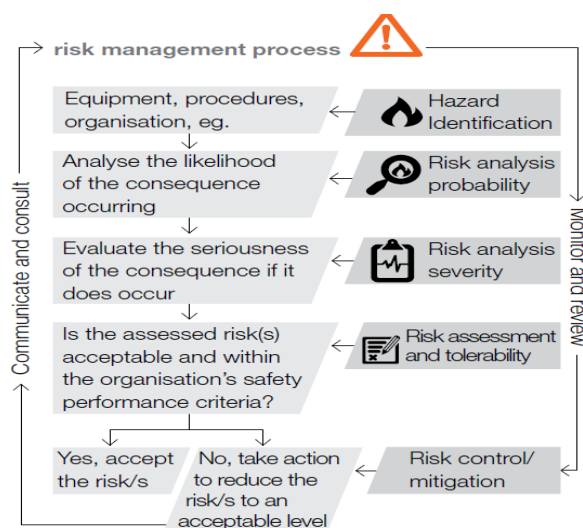 risk management process
Equipment, procedures,
organisation, eg.
Hazard
Identification
Analyse the likelihood
of the consequence
occurring
Risk analysis
probability
Evaluate the seriousness
of the consequence if it
does occur
Risk analysis
severity
Is the assessed risk(s)
acceptable and within
the organisation's safety
performance criteria?
Risk assessment
and tolerability
Yes, accept
the risk/s
No, take action
to reduce the
risk/s to an
acceptable level
Risk control/
mitigation
Communicate and consult
Monitor and review